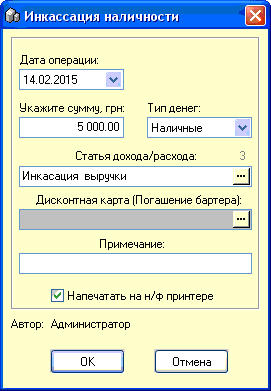 Инкассация наличности
Дата операции:
14.02.2015
Укажите сумму, грн: Тип денег:
5 000.00 Наличные
Статья дохода/расхода: 3
Инкасация выручки ...
Дисконтная карта (Погашение бартера):
...
Примечание:
Напечатать на н/ф принтере
Автор: Администратор
OK Отмена